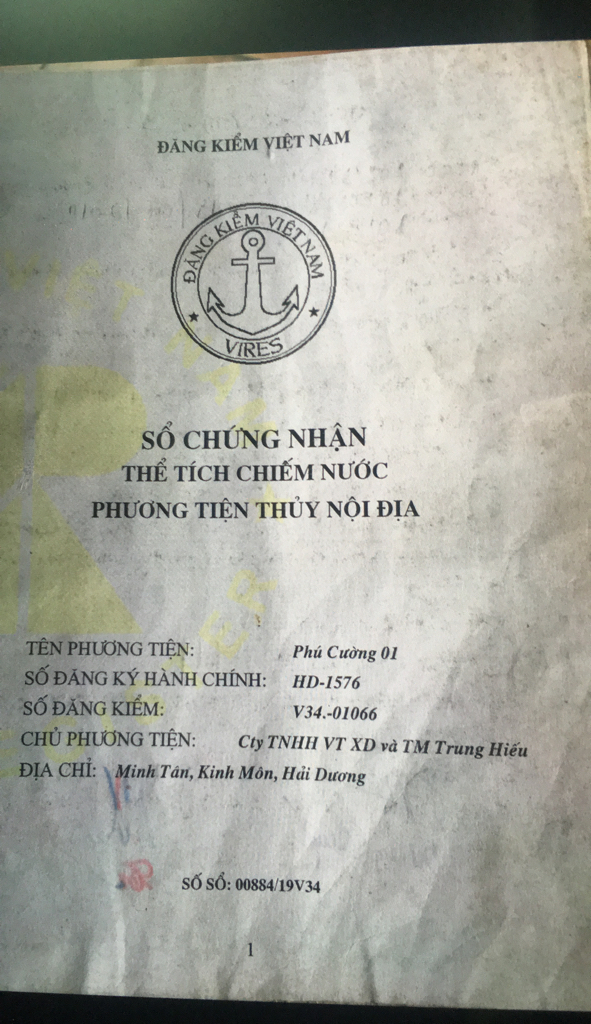 ĐĂNG KIỂM VIỆT NAM
ĐĂNG KIỂM VIỆT NAM
VIRES
SỔ CHỨNG NHẬN
THỂ TÍCH CHIẾM NƯỚC
PHƯƠNG TIỆN THỦY NỘI ĐỊA
TÊN PHƯƠNG TIỆN: Phú Cường 01
SỐ ĐĂNG KÝ HÀNH CHÍNH: HD-1576
SỐ ĐĂNG KIỂM: V34.-01066
CHỦ PHƯƠNG TIỆN: Cty TNHH VT XD và TM Trung Hiếu
ĐỊA CHỈ: Minh Tân, Kinh Môn, Hải Dương
SỐ SỔ: 00884/19V34
1